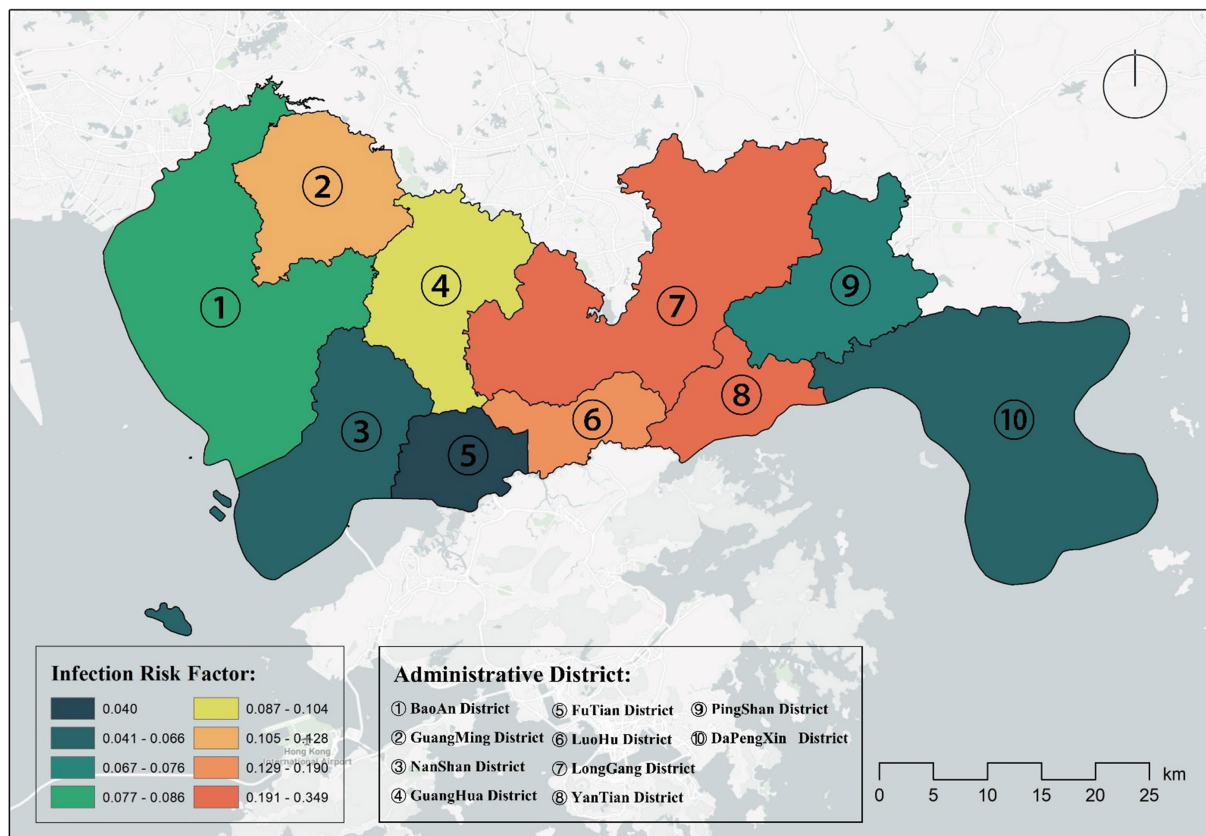 ①
②
③
④
⑤
⑥
⑦
⑧
⑨
⑩
Infection Risk Factor:
0.040
0.041 - 0.066
0.067 - 0.076
0.077 - 0.086
0.087 - 0.104
0.105 - 0.128
0.129 - 0.190
0.191 - 0.349
Hong Kong
International Airport
Administrative District:
① BaoAn District
② GuangMing District
③ NanShan District
④ GuangHua District
⑤ FuTian District
⑥ LuoHu District
⑦ LongGang District
⑧ YanTian District
⑨ PingShan District
⑩ DaPengXin District
0 5 10 15 20 25
km